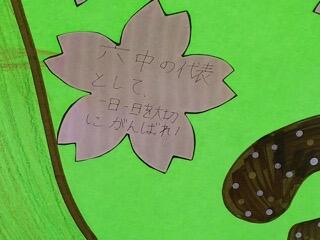 六中の代表
として、
一日一日を大切
にがんばれ！